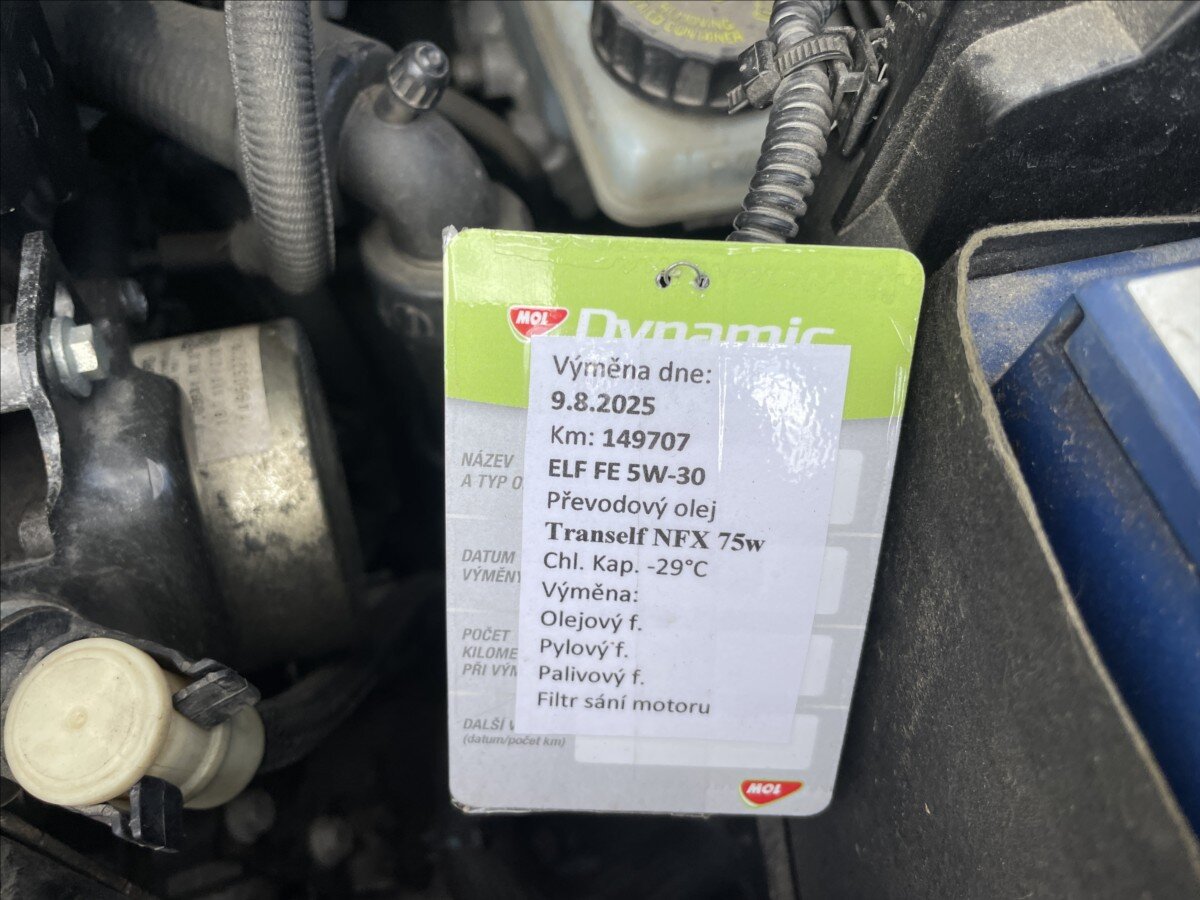 MOL Dynamic
Výměna dne:
9.8.2025
Km: 149707
ELF FE 5W-30
Převodový olej
Tranself NFX 75w
Chl. Kap. -29°C
Výměna:
Olejový f.
Pylový f.
Palivový f.
Filtr sání motoru
NÁZEV
A TYP O
DATUM
VÝMĚNY
POČET
KILOME
PŘI VÝM
DALŠÍ V
(datum/počet km)
MOL